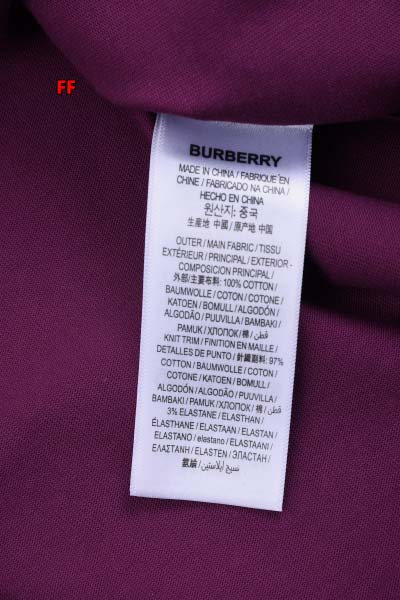 FF
BURBERRY
MADE IN CHINA / FABRIQUE EN
CHINE / FABRICADO NA CHINA /
HECHO EN CHINA
원산지: 중국
生産地 中國 / 原产地 中国
OUTER / MAIN FABRIC / TISSU
EXTÉRIEUR / PRINCIPAL / EXTERIOR -
COMPOSICION PRINCIPAL /
外部/主要布料: 100% COTTON /
BAUMWOLLE / COTON / COTONE /
KATOEN / BOMULL / ALGODÓN /
ALGODÃO / PUUVILLA / BAMBAKI /
PAMUK / ХЛОПОК / 棉 / قطن /
KNIT TRIM / FINITION EN MAILLE /
DETALLES DE PUNTO / 針織副料: 97%
COTTON / BAUMWOLLE / COTON /
COTONE / KATOEN / BOMULL /
ALGODÓN / ALGODÃO / PUUVILLA /
BAMBAKI / PAMUK / ХЛОПОК / 棉 / قطن /
3% ELASTANE / ELASTHAN /
ÉLASTHANNE / ELASTAAN / ELASTAN /
ELASTANO / elastano / ELASTAANI /
ΕΛΑΣΤΑΝΗ / ELASTEN / ЭЛАСТАН /
氨綸 / نسيج إيلاستين /